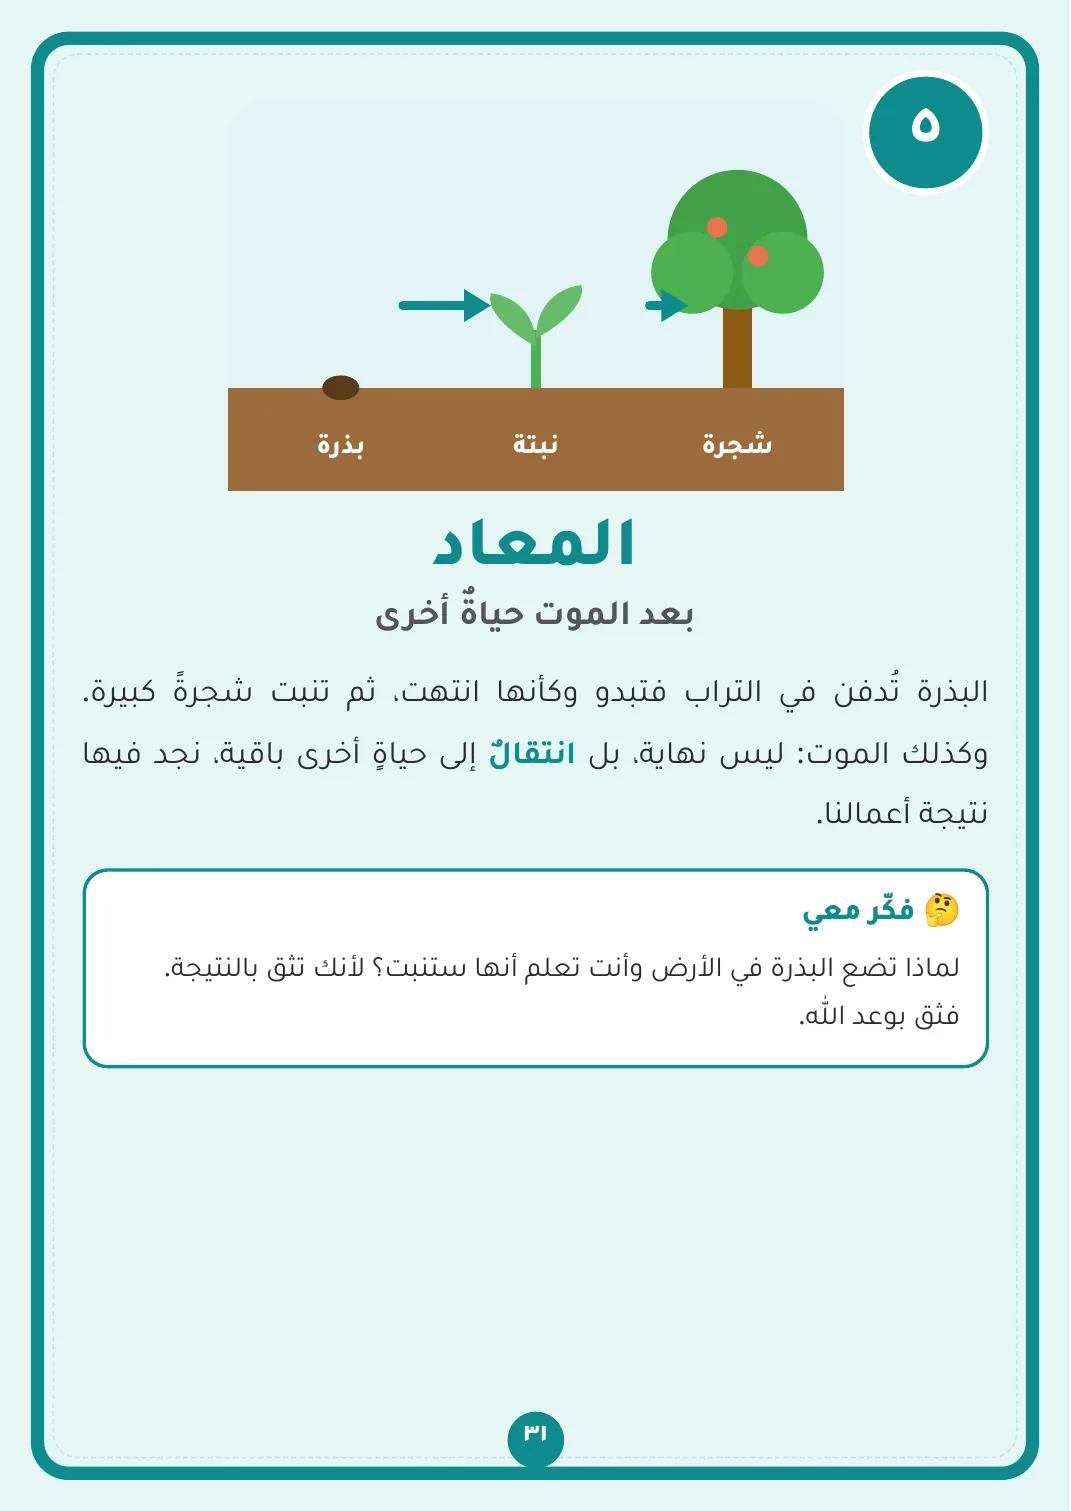 ٥
بذرة
نبتة
شجرة
المعاد
بعد الموت حياةٌ أخرى
البذرة تُدفن في التراب فتبدو وكأنها انتهت، ثم تنبت شجرةً كبيرة.
وكذلك الموت: ليس نهاية، بل انتقالٌ إلى حياةٍ أخرى باقية، نجد فيها
نتيجة أعمالنا.
🤔 فكّر معي
لماذا تضع البذرة في الأرض وأنت تعلم أنها ستنبت؟ لأنك تثق بالنتيجة.
فثق بوعد الله.
٣١